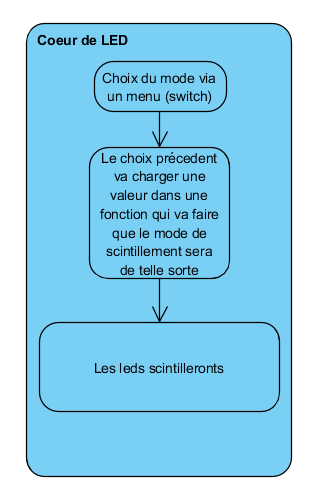 Coeur de LED
Choix du mode via
un menu (switch)
Le choix précedent
va charger une
valeur dans une
fonction qui va faire
que le mode de
scintillement sera
de telle sorte
Les leds scintilleronts